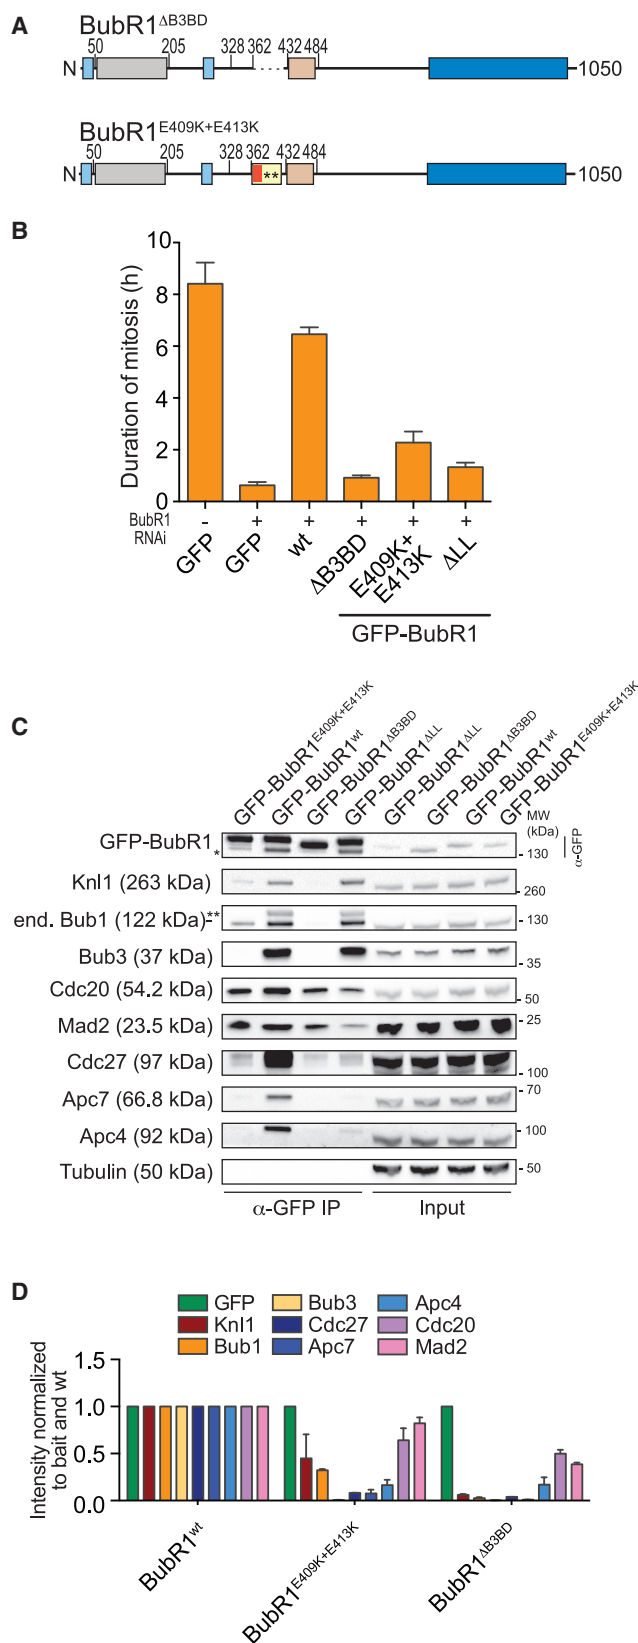 A
BubR1ΔB3BD
50 205 328 362 432 484
N 1050
BubR1E409K+E413K
50 205 328 362 432 484
N ** 1050
B
Duration of mitosis (h)
10
8
6
4
2
0
BubR1 RNAi - + + + + +
GFP GFP wt ΔB3BD E409K+E413K ΔLL
GFP-BubR1
C
GFP-BubR1E409K+E413K
GFP-BubR1wt
GFP-BubR1ΔB3BD
GFP-BubR1ΔLL
GFP-BubR1ΔLL
GFP-BubR1ΔB3BD
GFP-BubR1wt
GFP-BubR1E409K+E413K
MW (kDa)
GFP-BubR1 * - 130 α-GFP
Knl1 (263 kDa) - 260
end. Bub1 (122 kDa)-** - 130
Bub3 (37 kDa) - 35
Cdc20 (54.2 kDa) - 50
Mad2 (23.5 kDa) - 25
Cdc27 (97 kDa) - 100
Apc7 (66.8 kDa) - 70
Apc4 (92 kDa) - 100
Tubulin (50 kDa) - 50
α-GFP IP Input
D
GFP Bub3 Apc4
Knl1 Cdc27 Cdc20
Bub1 Apc7 Mad2
Intensity normalized
to bait and wt
1.5
1.0
0.5
0.0
BubR1wt
BubR1E409K+E413K
BubR1ΔB3BD